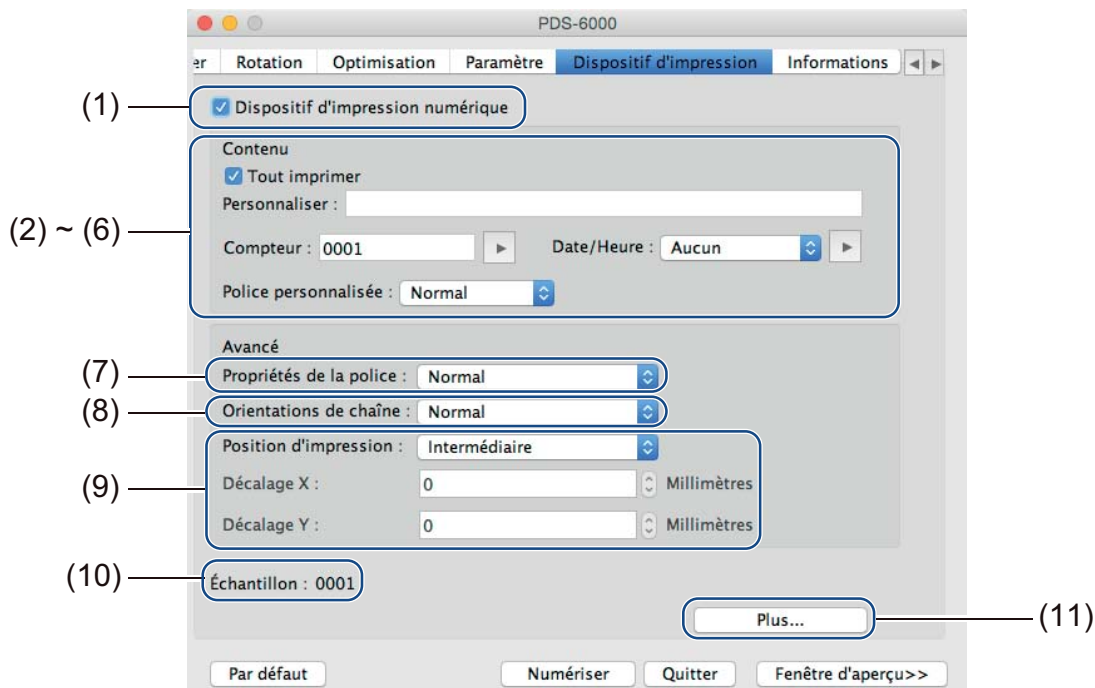 PDS-6000
er Rotation Optimisation Paramètre Dispositif d'impression Informations
(1) Dispositif d'impression numérique
Contenu
Tout imprimer
Personnaliser :
(2) ~ (6)
Compteur : 0001 Date/Heure : Aucun
Police personnalisée : Normal
Avancé
(7) Propriétés de la police : Normal
(8) Orientations de chaîne : Normal
Position d'impression : Intermédiaire
(9) Décalage X : 0 Millimètres
Décalage Y : 0 Millimètres
(10) Échantillon : 0001
Plus... (11)
Par défaut Numériser Quitter Fenêtre d'aperçu>>